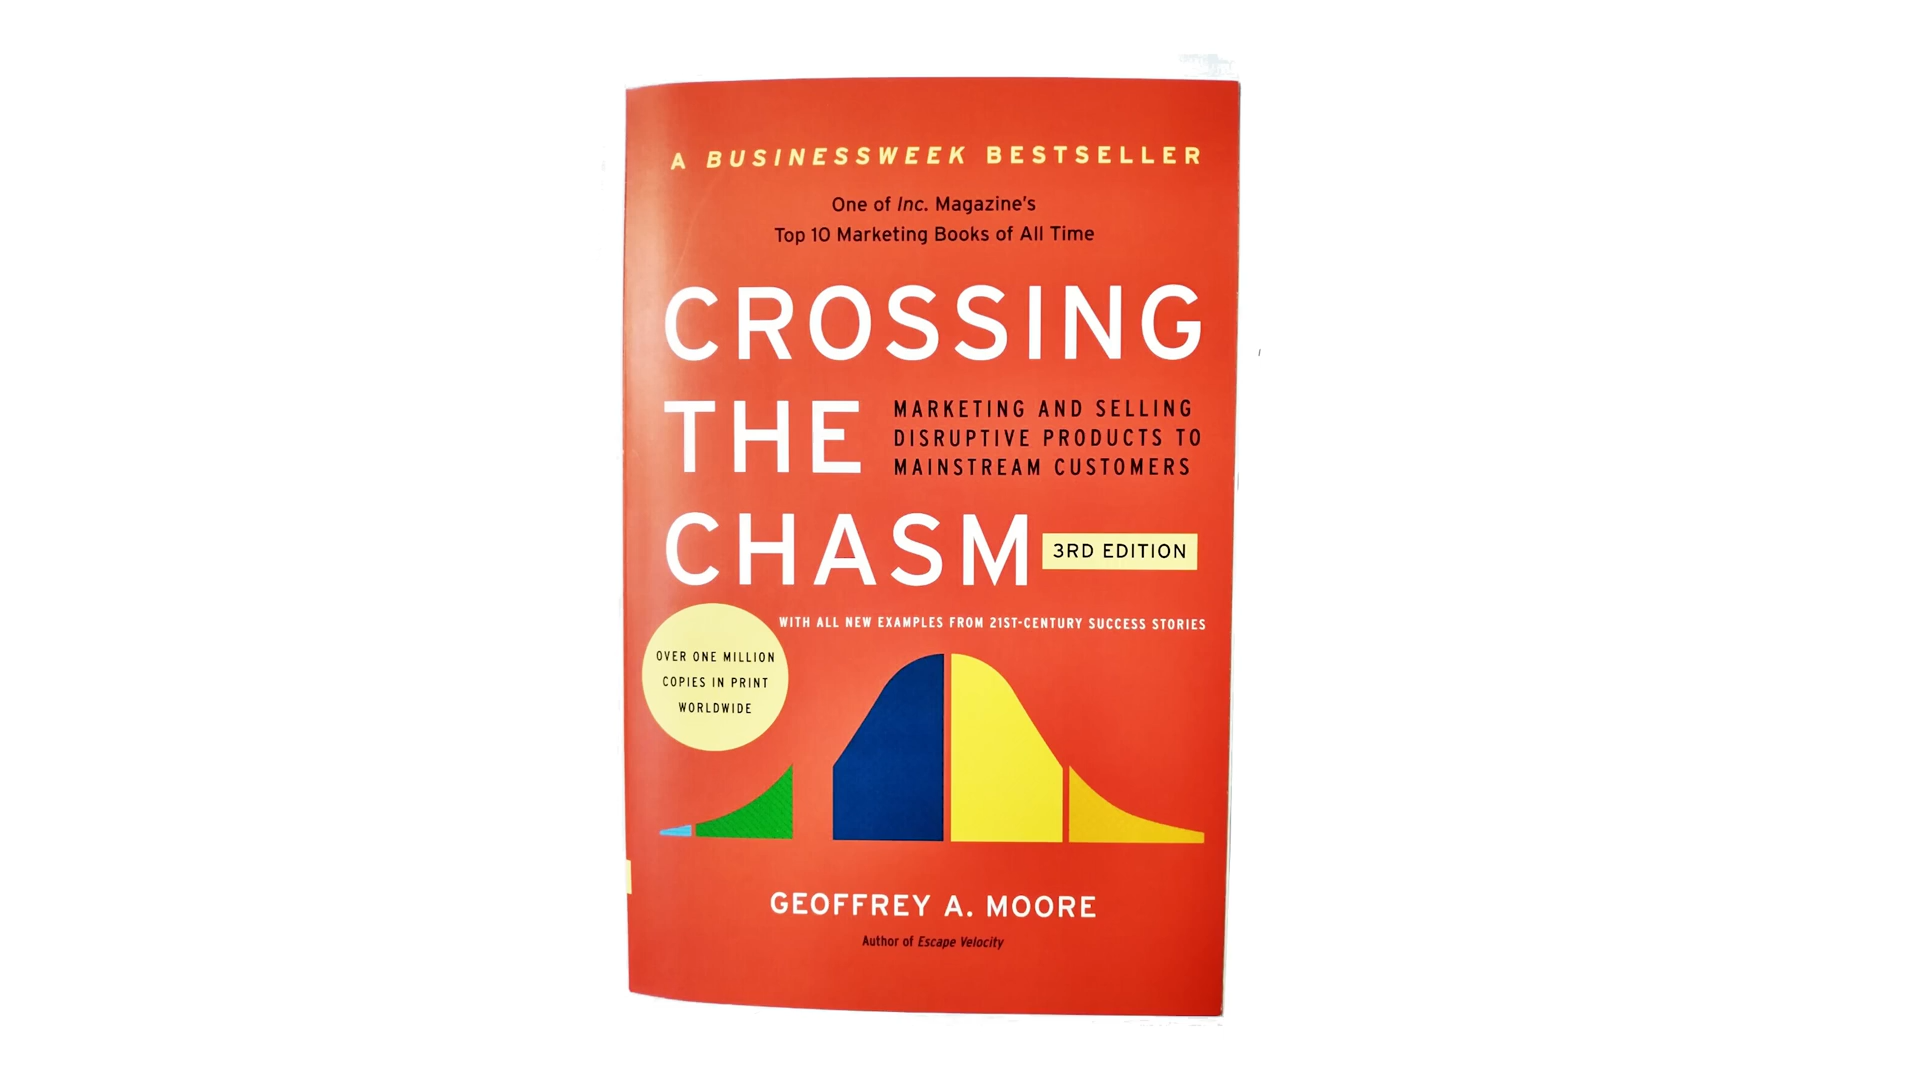 A BUSINESSWEEK BESTSELLER
One of Inc. Magazine's
Top 10 Marketing Books of All Time
CROSSING
THE
MARKETING AND SELLING
DISRUPTIVE PRODUCTS TO
MAINSTREAM CUSTOMERS
CHASM
3RD EDITION
WITH ALL NEW EXAMPLES FROM 21ST-CENTURY SUCCESS STORIES
OVER ONE MILLION
COPIES IN PRINT
WORLDWIDE
GEOFFREY A. MOORE
Author of Escape Velocity